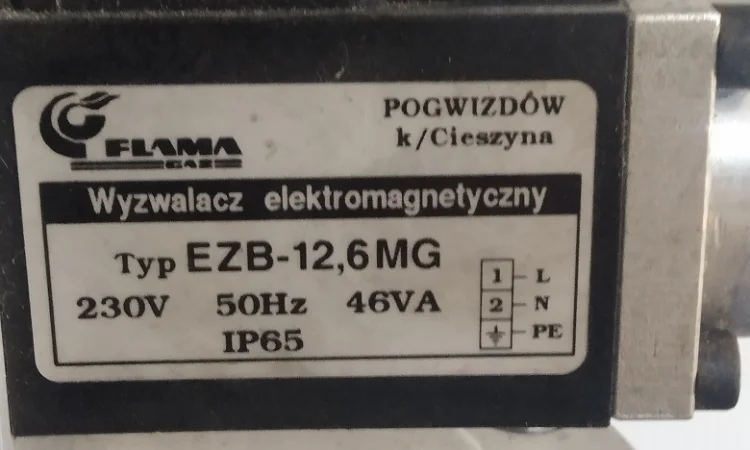 FLAMA
GAZ
POGWIZDÓW
k/Cieszyna
Wyzwalacz elektromagnetyczny
Typ EZB-12,6MG
230V 50Hz 46VA
IP65
1 L
2 N
PE